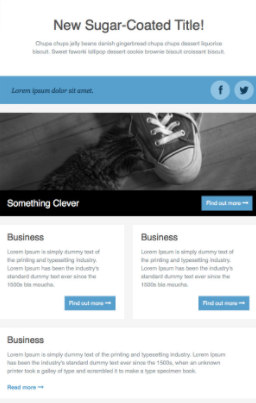 New Sugar-Coated Title!
Chupa chups jelly beans danish gingerbread chupa chups dessert liquorice
biscuit. Sweet tiramisu lollipop dessert cookie brownie biscuit croissant biscuit.
Lorem ipsum dolor sit amet.
f
Something Clever
Find out more
Business
Business
Lorem Ipsum is simply dummy text of
the printing and typesetting industry.
Lorem Ipsum has been the industry's
standard dummy text ever since the
1500s bla mouche.
Lorem Ipsum is simply dummy text of
the printing and typesetting industry.
Lorem Ipsum has been the industry's
standard dummy text ever since the
1500s bla mouche.
Find out more
Find out more
Business
Lorem Ipsum is simply dummy text of the printing and typesetting industry. Lorem Ipsum
has been the industry's standard dummy text ever since the 1500s, when an unknown
printer took a galley of type and scrambled it to make a type specimen book.
Read more